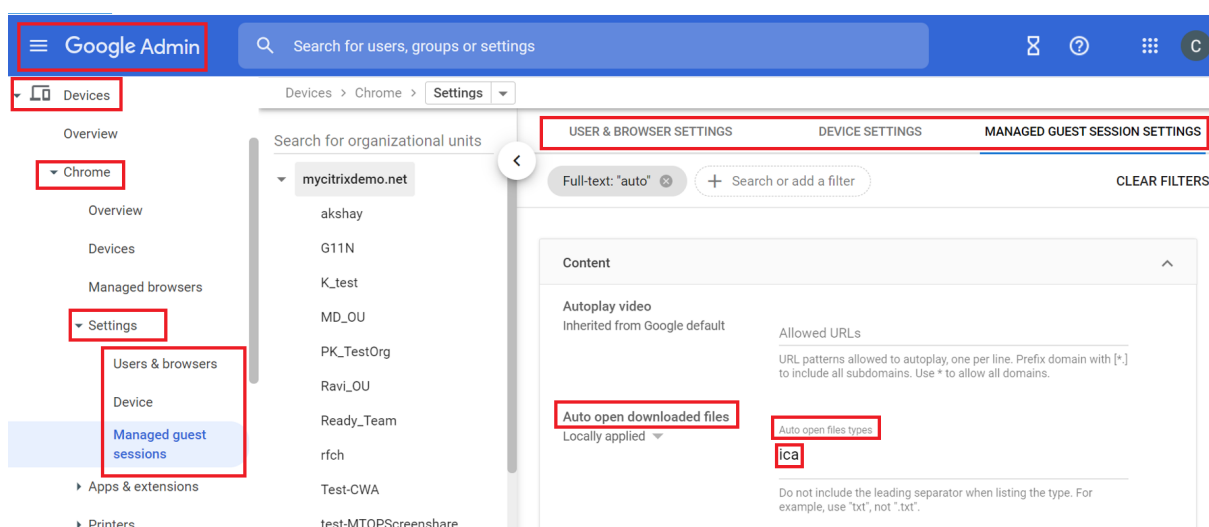 Google Admin
Search for users, groups or settings
C
Devices
Overview
Chrome
Overview
Devices
Managed browsers
Settings
Users & browsers
Device
Managed guest
sessions
Apps & extensions
Printers
Devices > Chrome > Settings
Search for organizational units
mycitrixdemo.net
akshay
G11N
K_test
MD_OU
PK_TestOrg
Ravi_OU
Ready_Team
rfch
Test-CWA
test-MTOPScreenshare
USER & BROWSER SETTINGS DEVICE SETTINGS MANAGED GUEST SESSION SETTINGS
Full-text: "auto" + Search or add a filter CLEAR FILTERS
Content
Autoplay video
Inherited from Google default
Allowed URLs
URL patterns allowed to autoplay, one per line. Prefix domain with [*.]
to include all subdomains. Use * to allow all domains.
Auto open downloaded files
Locally applied
Auto open files types
ica
Do not include the leading separator when listing the type. For
example, use "txt", not ".txt".